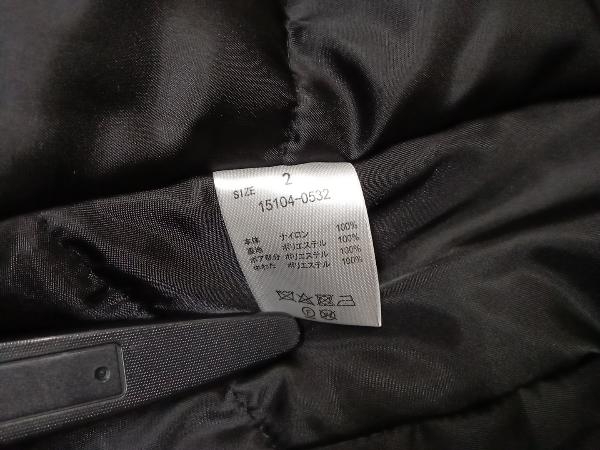 SIZE 2
15104-0532
本体 ナイロン 100%
裏地 ポリエステル 100%
ボア部分 ポリエステル 100%
中わた ポリエステル 100%